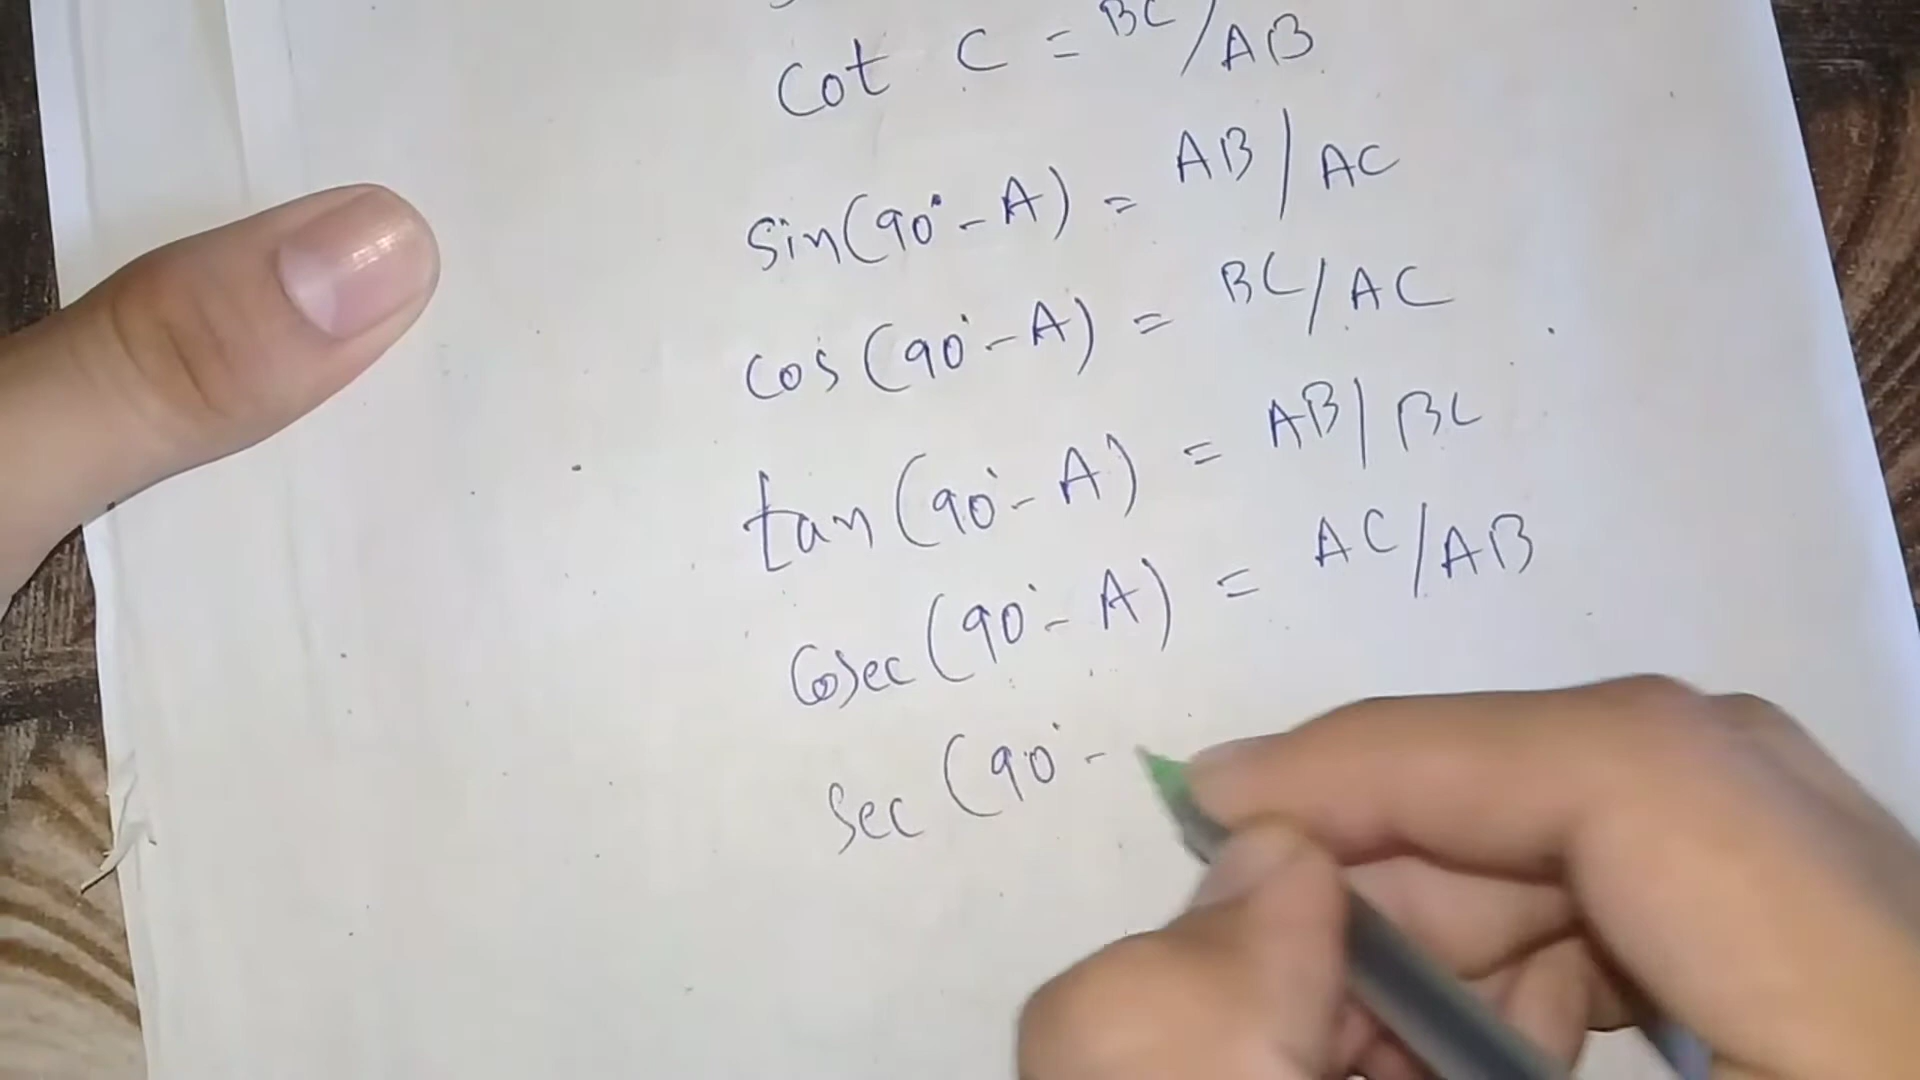 Cot C = BC/AB
Sin(90° - A) = AB/AC
Cos (90° - A) = BC/AC
tan (90° - A) = AB/BC
Cosec (90° - A) = AC/AB
Sec (90° -